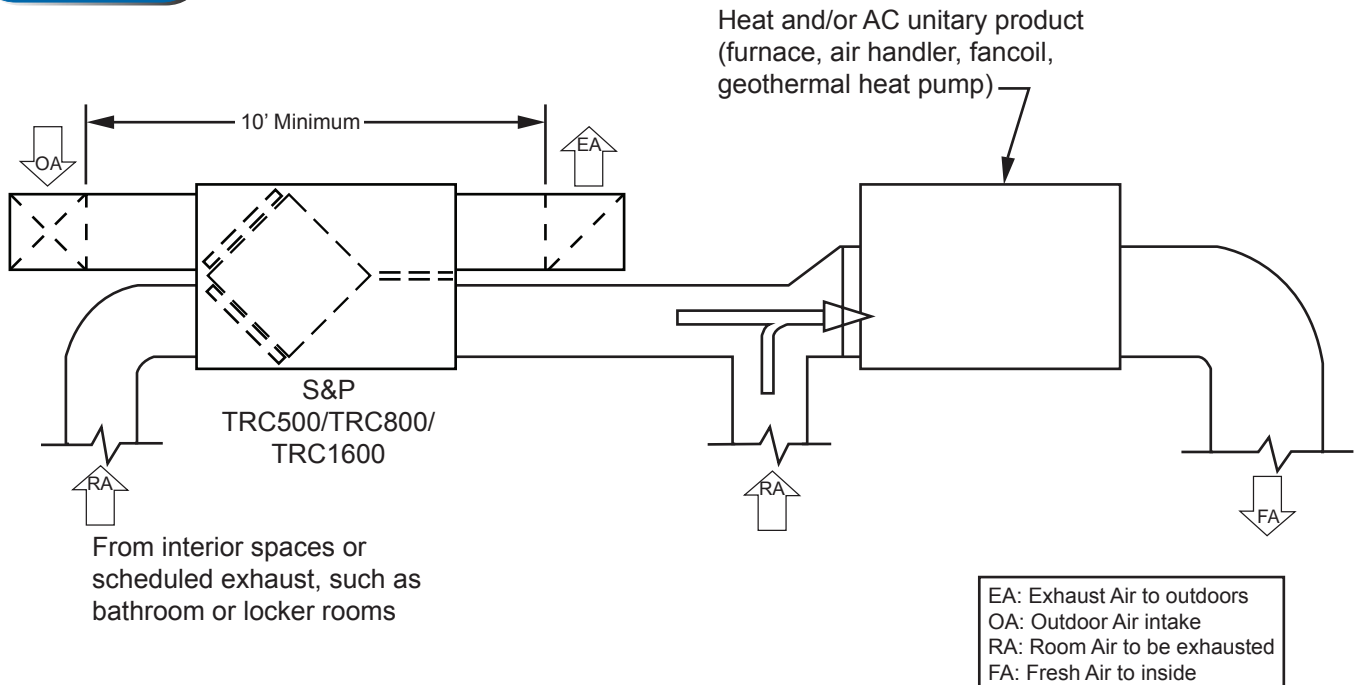 Heat and/or AC unitary product
(furnace, air handler, fancoil,
geothermal heat pump)
10’ Minimum
OA
EA
S&P
TRC500/TRC800/
TRC1600
RA
RA
FA
From interior spaces or
scheduled exhaust, such as
bathroom or locker rooms
EA: Exhaust Air to outdoors
OA: Outdoor Air intake
RA: Room Air to be exhausted
FA: Fresh Air to inside